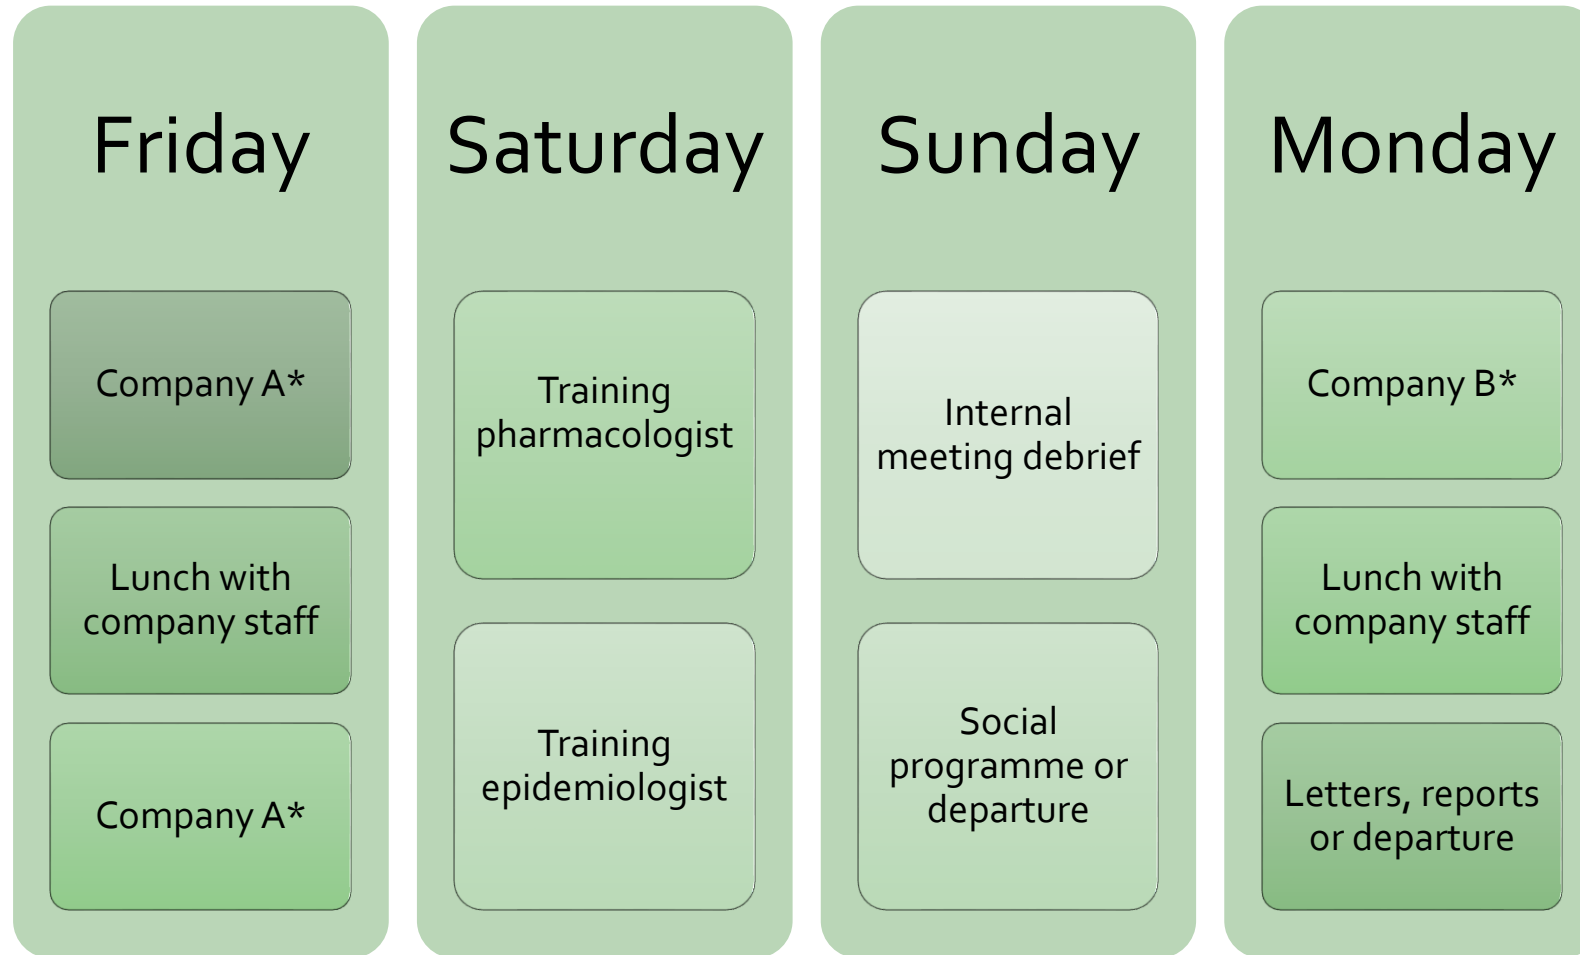 Friday
Company A*
Lunch with
company staff
Company A*
Saturday
Training
pharmacologist
Training
epidemiologist
Sunday
Internal
meeting debrief
Social
programme or
departure
Monday
Company B*
Lunch with
company staff
Letters, reports
or departure